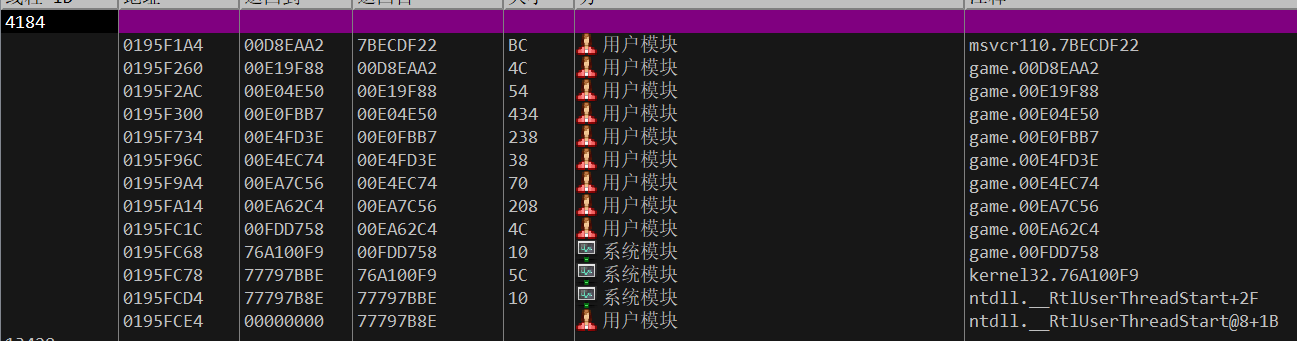 线程 ID 地址 返回到 返回自 大小 方 注释
4184
0195F1A4 00D8EAA2 7BECDF22 BC 用户模块 msvcr110.7BECDF22
0195F260 00E19F88 00D8EAA2 4C 用户模块 game.00D8EAA2
0195F2AC 00E04E50 00E19F88 54 用户模块 game.00E19F88
0195F300 00E0FBB7 00E04E50 434 用户模块 game.00E04E50
0195F734 00E4FD3E 00E0FBB7 238 用户模块 game.00E0FBB7
0195F96C 00E4EC74 00E4FD3E 38 用户模块 game.00E4FD3E
0195F9A4 00EA7C56 00E4EC74 70 用户模块 game.00E4EC74
0195FA14 00EA62C4 00EA7C56 208 用户模块 game.00EA7C56
0195FC1C 00FDD758 00EA62C4 4C 用户模块 game.00EA62C4
0195FC68 76A100F9 00FDD758 10 系统模块 game.00FDD758
0195FC78 77797BBE 76A100F9 5C 系统模块 kernel32.76A100F9
0195FCD4 77797B8E 77797BBE 10 系统模块 ntdll.__RtlUserThreadStart+2F
0195FCE4 00000000 77797B8E 用户模块 ntdll.__RtlUserThreadStart@8+1B